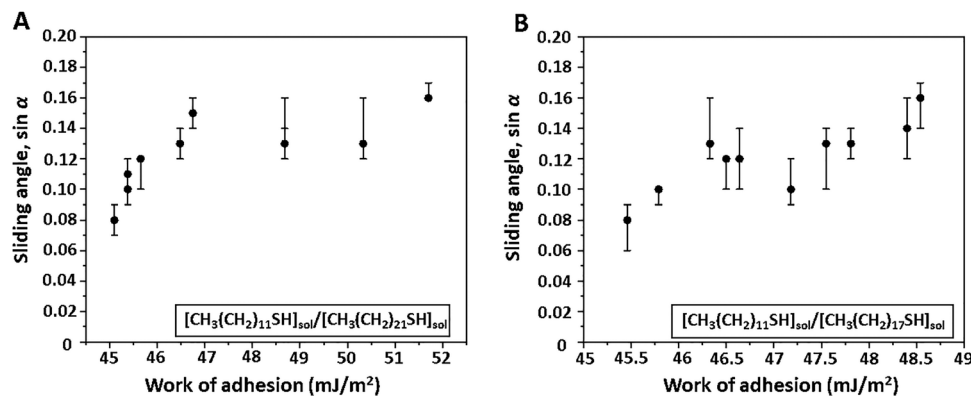 A
B
Sliding angle, sin α
0.20
0.18
0.16
0.14
0.12
0.10
0.08
0.06
0.04
0.02
0
[CH3(CH2)11SH]sol/[CH3(CH2)21SH]sol
45 46 47 48 49 50 51 52
Work of adhesion (mJ/m²)
Sliding angle, sin α
0.20
0.18
0.16
0.14
0.12
0.10
0.08
0.06
0.04
0.02
0
[CH3(CH2)11SH]sol/[CH3(CH2)17SH]sol
45 45.5 46 46.5 47 47.5 48 48.5 49
Work of adhesion (mJ/m²)